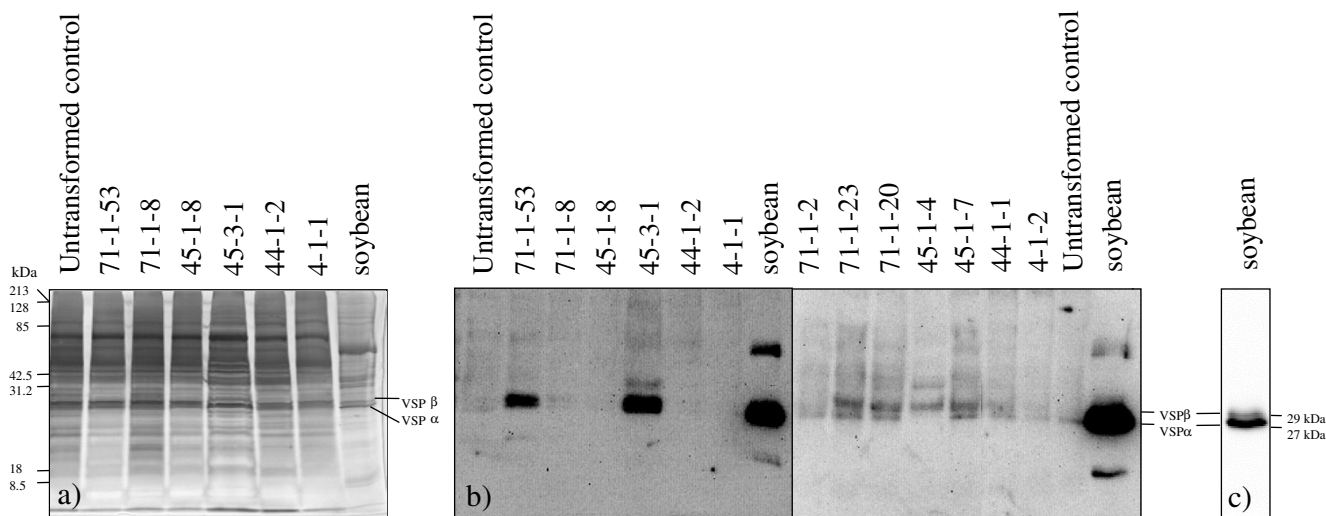 Untransformed control
71-1-53
71-1-8
45-1-8
45-3-1
44-1-2
4-1-1
soybean
kDa
213
128
85
42.5
31.2
18
8.5
VSP β
VSP α
a)
Untransformed control
71-1-53
71-1-8
45-1-8
45-3-1
44-1-2
4-1-1
soybean
71-1-2
71-1-23
71-1-20
45-1-4
45-1-7
44-11-1
4-1-2
Untransformed control
soybean
b)
VSPβ
VSPα
soybean
29 kDa
27 kDa
c)